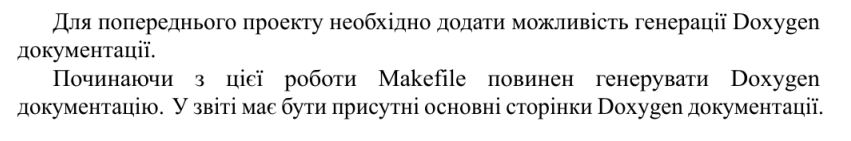 Для попереднього проекту необхідно додати можливість генерації Doxygen
документації.
Починаючи з цієї роботи Makefile повинен генерувати Doxygen
документацію. У звіті має бути присутні основні сторінки Doxygen документації.